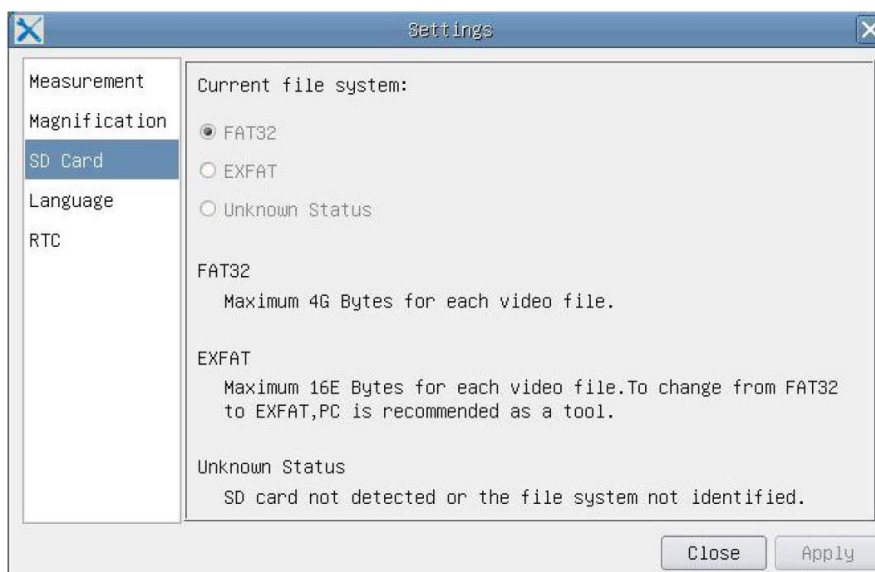 Settings
Measurement
Magnification
SD Card
Language
RTC
Current file system:
FAT32
EXFAT
Unknown Status
FAT32
Maximum 4G Bytes for each video file.
EXFAT
Maximum 16E Bytes for each video file.To change from FAT32
to EXFAT,PC is recommended as a tool.
Unknown Status
SD card not detected or the file system not identified.
Close
Apply